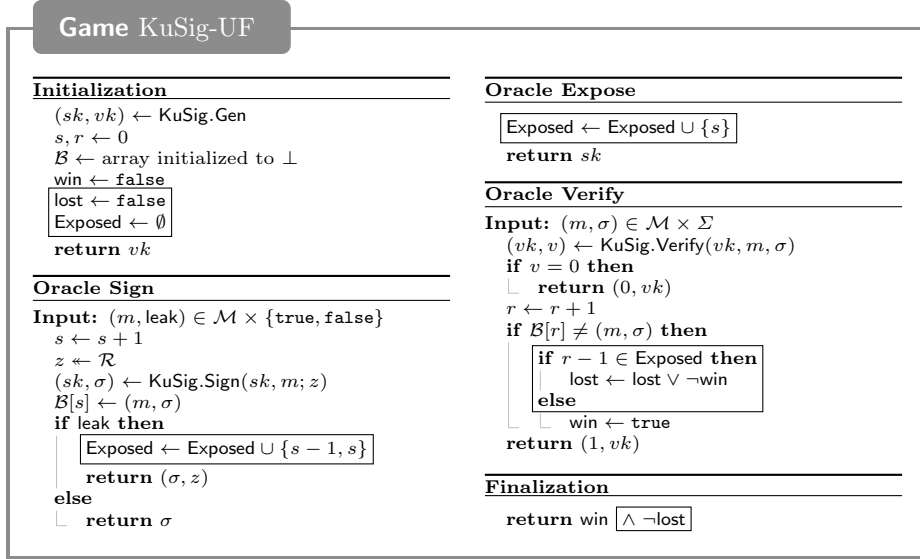 Game KuSig-UF
Initialization
(sk, vk) ← KuSig.Gen
s, r ← 0
ℬ ← array initialized to ⊥
win ← false
lost ← false
Exposed ← ∅
return vk
Oracle Sign
Input: (m, leak) ∈ ℳ × {true, false}
s ← s + 1
z ↞ ℛ
(sk, σ) ← KuSig.Sign(sk, m; z)
ℬ[s] ← (m, σ)
if leak then
Exposed ← Exposed ∪ {s − 1, s}
return (σ, z)
else
return σ
Oracle Expose
Exposed ← Exposed ∪ {s}
return sk
Oracle Verify
Input: (m, σ) ∈ ℳ × Σ
(vk, v) ← KuSig.Verify(vk, m, σ)
if v = 0 then
return (0, vk)
r ← r + 1
if ℬ[r] ≠ (m, σ) then
if r − 1 ∈ Exposed then
lost ← lost ∨ ¬win
else
win ← true
return (1, vk)
Finalization
return win ∧ ¬lost